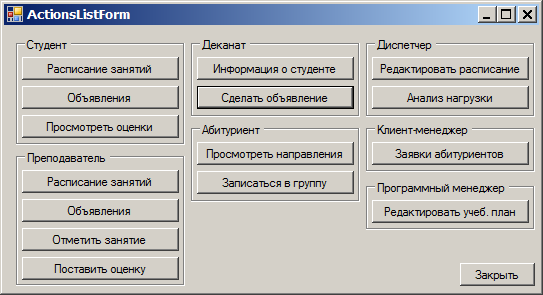 ActionsListForm
Студент
Расписание занятий
Объявления
Просмотреть оценки
Преподаватель
Расписание занятий
Объявления
Отметить занятие
Поставить оценку
Деканат
Информация о студенте
Сделать объявление
Абитуриент
Просмотреть направления
Записаться в группу
Диспетчер
Редактировать расписание
Анализ нагрузки
Клиент-менеджер
Заявки абитуриентов
Программный менеджер
Редактировать учеб. план
Закрыть